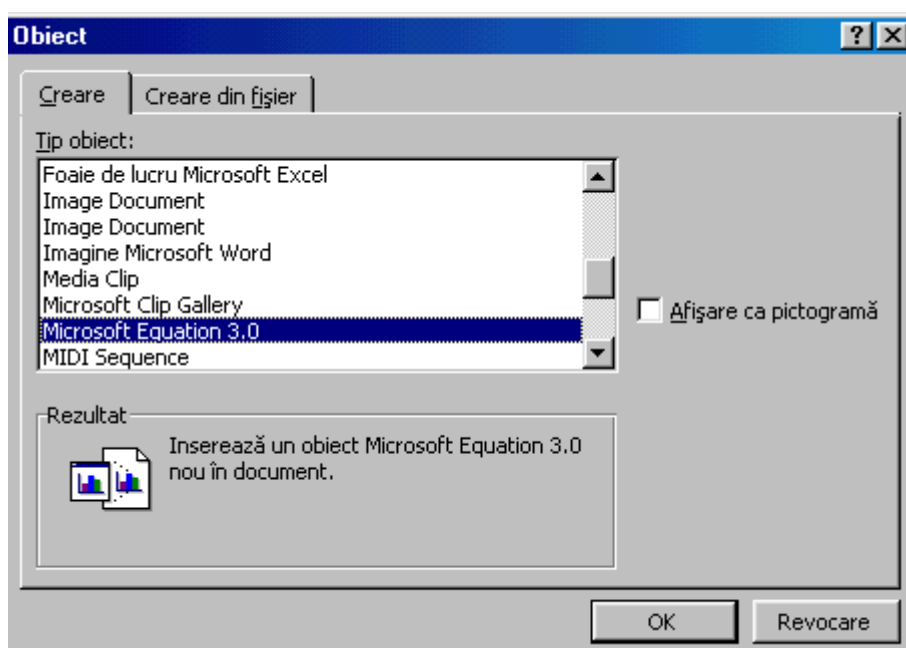 Obiect
Creare
Creare din fişier
Tip obiect:
Foaie de lucru Microsoft Excel
Image Document
Image Document
Imagine Microsoft Word
Media Clip
Microsoft Clip Gallery
Microsoft Equation 3.0
MIDI Sequence
Afişare ca pictogramă
Rezultat
Inserează un obiect Microsoft Equation 3.0
nou în document.
OK
Revocare